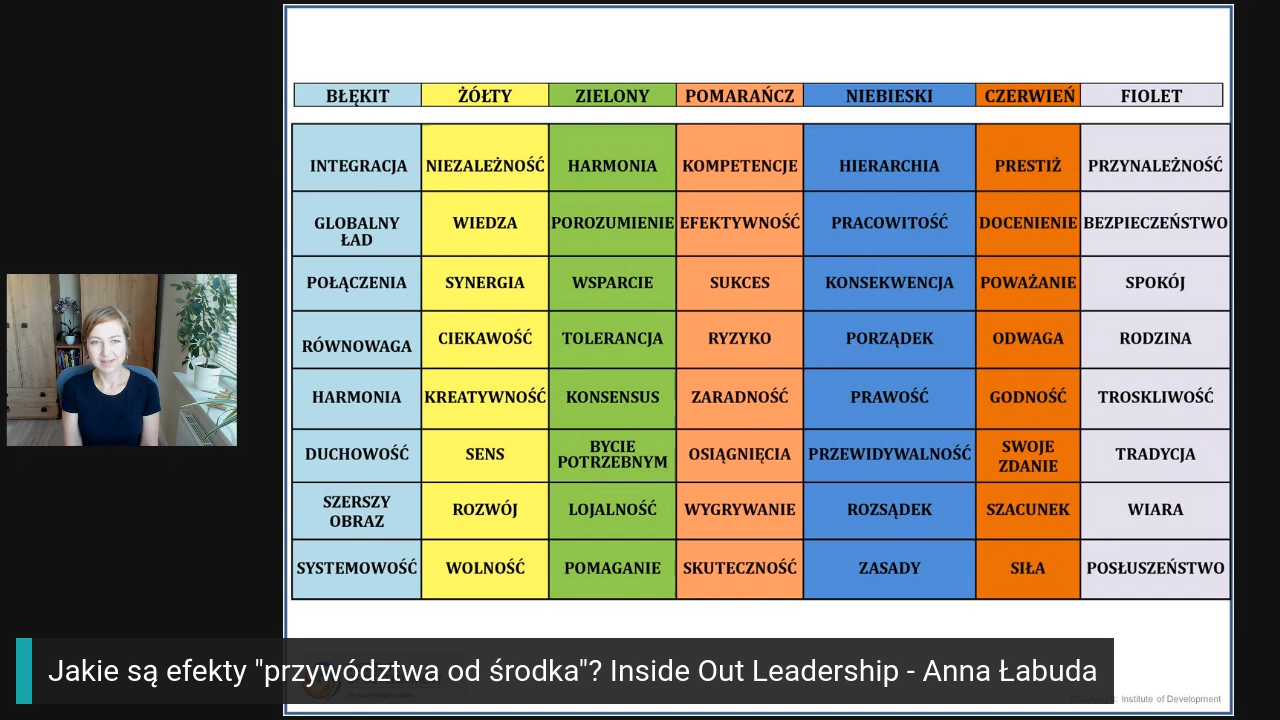 BŁĘKIT ŻÓŁTY ZIELONY POMARAŃCZ NIEBIESKI CZERWIEŃ FIOLET
INTEGRACJA NIEZALEŻNOŚĆ HARMONIA KOMPETENCJE HIERARCHIA PRESTIŻ PRZYNALEŻNOŚĆ
GLOBALNY
ŁAD WIEDZA POROZUMIENIE EFEKTYWNOŚĆ PRACOWITOŚĆ DOCENIENIE BEZPIECZEŃSTWO
POŁĄCZENIA SYNERGIA WSPARCIE SUKCES KONSEKWENCJA POWAŻANIE SPOKÓJ
RÓWNOWAGA CIEKAWOŚĆ TOLERANCJA RYZYKO PORZĄDEK ODWAGA RODZINA
HARMONIA KREATYWNOŚĆ KONSENSUS ZARADNOŚĆ PRAWOŚĆ GODNOŚĆ TROSKLIWOŚĆ
DUCHOWOŚĆ SENS BYCIE
POTRZEBNYM OSIĄGNIĘCIA PRZEWIDYWALNOŚĆ SWOJE
ZDANIE TRADYCJA
SZERSZY
OBRAZ ROZWÓJ LOJALNOŚĆ WYGRYWANIE ROZSĄDEK SZACUNEK WIARA
SYSTEMOWOŚĆ WOLNOŚĆ POMAGANIE SKUTECZNOŚĆ ZASADY SIŁA POSŁUSZEŃSTWO
Jakie są efekty "przywództwa od środka"? Inside Out Leadership - Anna Łabuda
Institute of Development